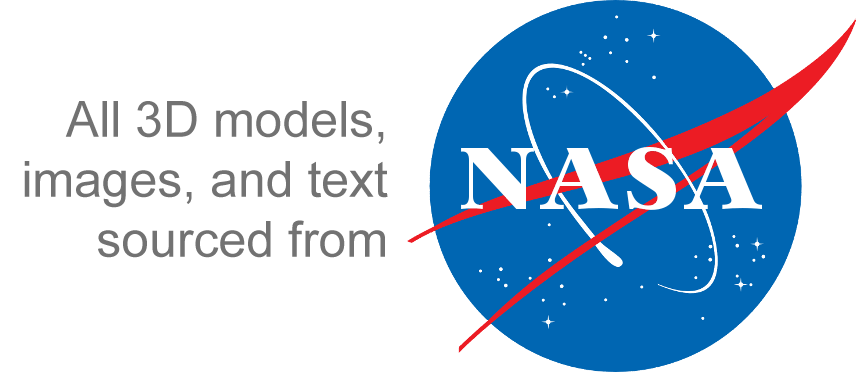 All 3D models,
images, and text
sourced from
NASA